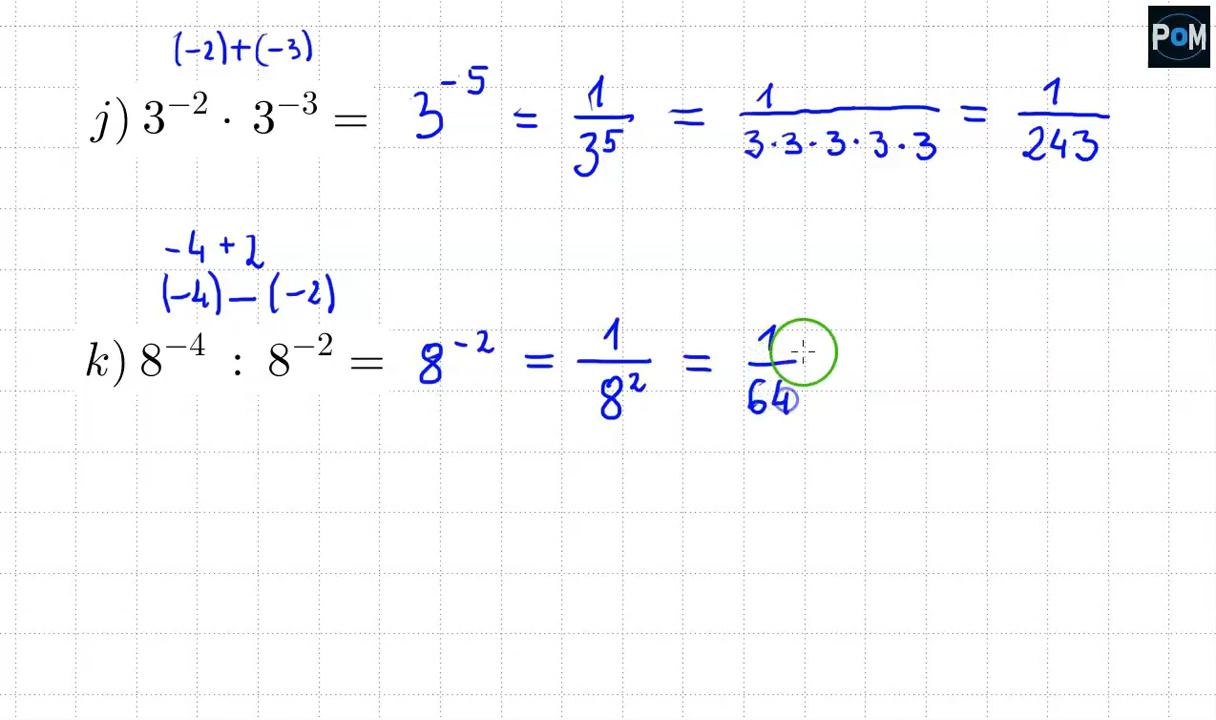 PoM
(-2)+(-3)
j) 3^{-2} · 3^{-3} = 3^{-5} = 1/3^5 = 1/(3·3·3·3·3) = 1/243
-4 + 2
(-4) - (-2)
k) 8^{-4} : 8^{-2} = 8^{-2} = 1/8^2 = 1/64